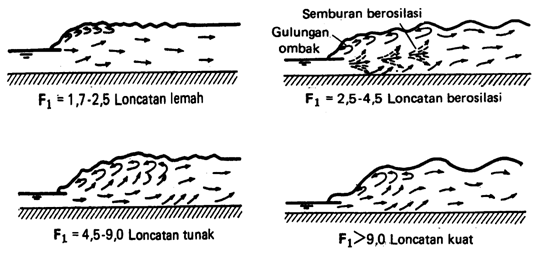 Semburan berosilasi
Gulungan
ombak
F1 = 1,7-2,5 Loncatan lemah
F1 = 2,5-4,5 Loncatan berosilasi
F1 = 4,5-9,0 Loncatan tunak
F1>9,0 Loncatan kuat